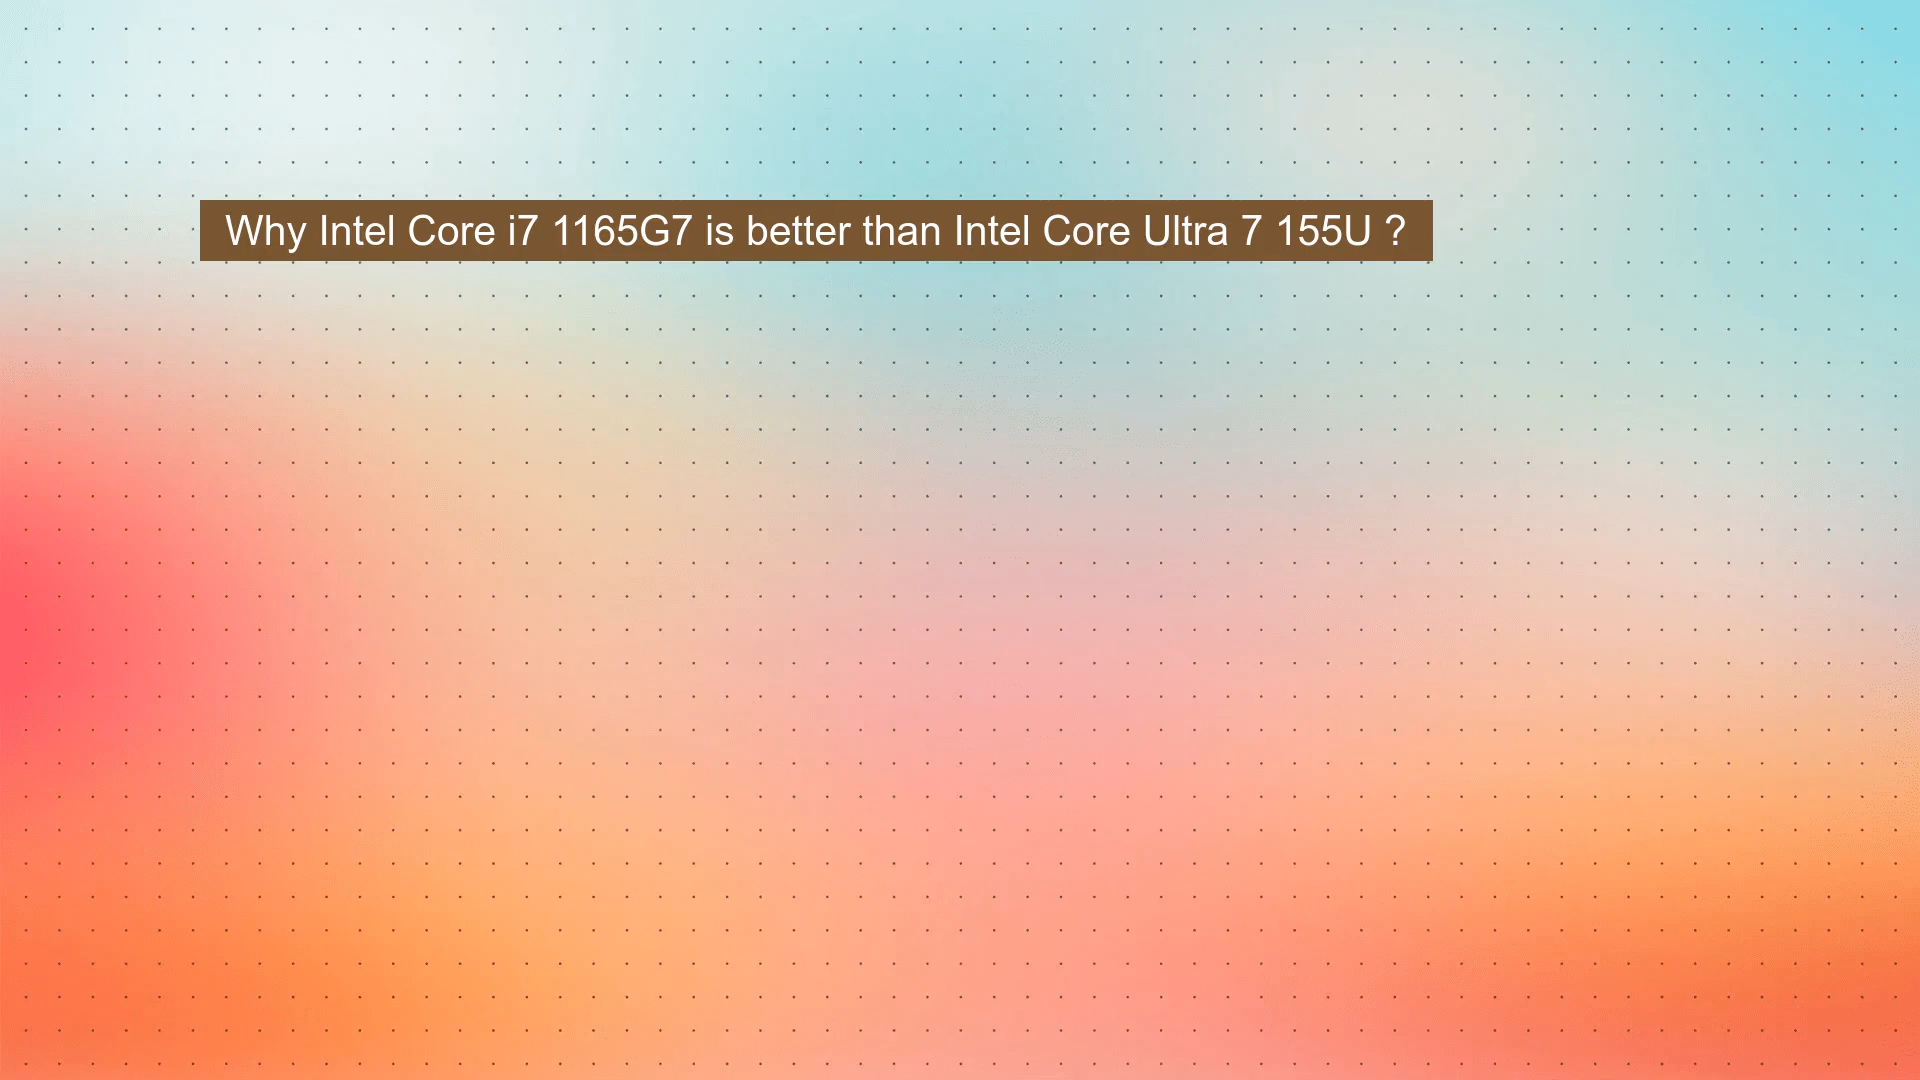 Why Intel Core i7 1165G7 is better than Intel Core Ultra 7 155U ?